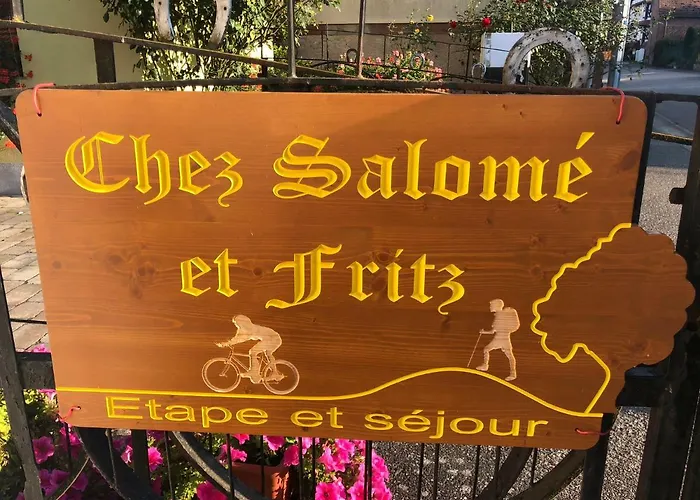 Chez Salomé
et Fritz
Etape et séjour